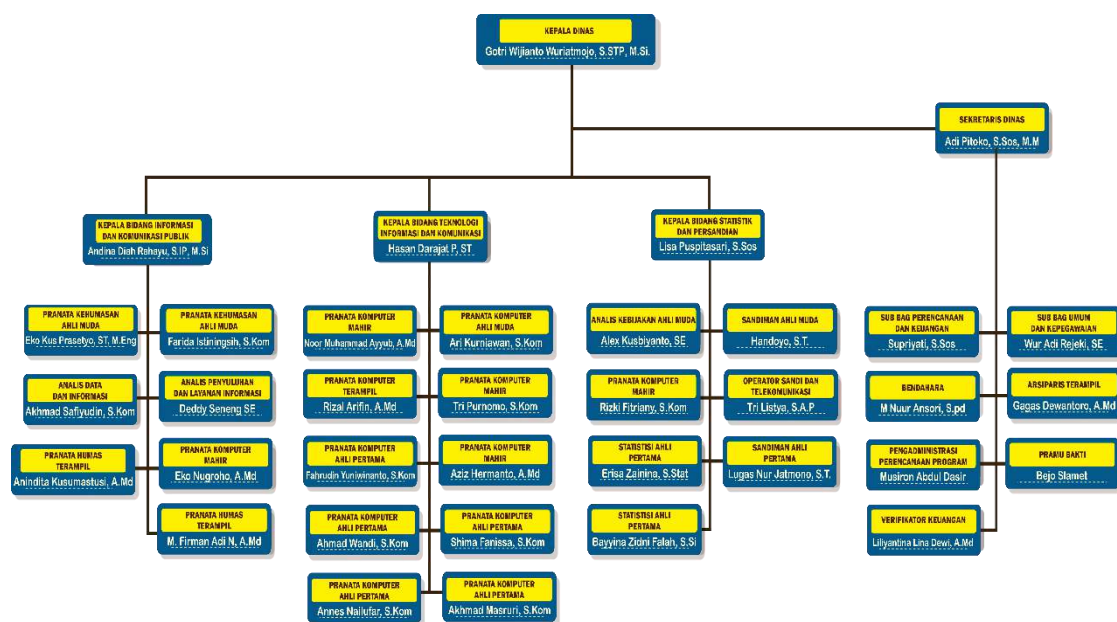 KEPALA DINAS
Gotri Wijianto Wuriatmojo, S.STP, M.Si.
SEKRETARIS DINAS
Adi Pitoko, S.Sos, M.M
KEPALA BIDANG INFORMASI
DAN KOMUNIKASI PUBLIK
Andina Diah Rahayu, S.IP, M.Si
KEPALA BIDANG TEKNOLOGI
INFORMASI DAN KOMUNIKASI
Hasan Darajat P, ST
KEPALA BIDANG STATISTIK
DAN PERSANDIAN
Lisa Puspitasari, S.Sos
PRANATA KEHUMASAN
AHLI MUDA
Eko Kus Prasetyo, ST, M.Eng
PRANATA KEHUMASAN
AHLI MUDA
Farida Istiningsih, S.Kom
ANALIS DATA
DAN INFORMASI
Akhmad Safiyudin, S.Kom
ANALIS PENYULUHAN
DAN LAYANAN INFORMASI
Deddy Seneng SE
PRANATA HUMAS
TERAMPIL
Anindita Kusumastusi, A.Md
PRANATA KOMPUTER
MAHIR
Eko Nugroho, A.Md
PRANATA HUMAS
TERAMPIL
M. Firman Adi N, A.Md
PRANATA KOMPUTER
MAHIR
Noor Muhammad Ayyub, A.Md
PRANATA KOMPUTER
AHLI MUDA
Ari Kurniawan, S.Kom
PRANATA KOMPUTER
TERAMPIL
Rizal Arifin, A.Md
PRANATA KOMPUTER
MAHIR
Tri Purnomo, S.Kom
PRANATA KOMPUTER
AHLI PERTAMA
Fahrudin Yuniwinanto, S.Kom
PRANATA KOMPUTER
MAHIR
Aziz Hermanto, A.Md
PRANATA KOMPUTER
AHLI PERTAMA
Ahmad Wandi, S.Kom
PRANATA KOMPUTER
AHLI PERTAMA
Shima Fanissa, S.Kom
PRANATA KOMPUTER
AHLI PERTAMA
Annes Nailufar, S.Kom
PRANATA KOMPUTER
AHLI PERTAMA
Akhmad Masruri, S.Kom
ANALIS KEBIJAKAN AHLI MUDA
Alex Kusbiyanto, SE
SANDIMAN AHLI MUDA
Handoyo, S.T.
PRANATA KOMPUTER
MAHIR
Rizki Fitriany, S.Kom
OPERATOR SANDI DAN
TELEKOMUNIKASI
Tri Listya, S.A.P
STATISTISI AHLI
PERTAMA
Erisa Zainina, S.Stat
SANDIMAN AHLI
PERTAMA
Lugas Nur Jatmono, S.T.
STATISTISI AHLI
PERTAMA
Bayyina Zidni Falah, S.Si
SUB BAG PERENCANAAN
DAN KEUANGAN
Supriyati, S.Sos
SUB BAG UMUM
DAN KEPEGAWAIAN
Wur Adi Rejeki, SE
BENDAHARA
M Nuur Ansori, S.pd
ARSIPARIS TERAMPIL
Gagas Dewantoro, A.Md
PENGADMINISTRASI
PERENCANAAN PROGRAM
Musiron Abdul Dasir
PRAMU BAKTI
Bejo Slamet
VERIFIKATOR KEUANGAN
Liliyantina Lina Dewi, A.Md